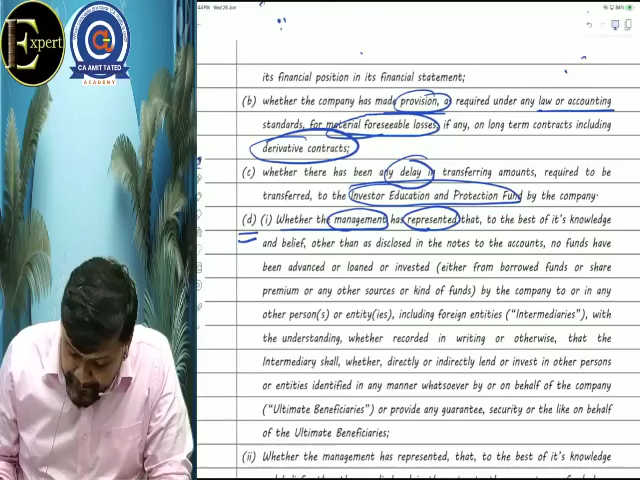 Expert
CA AMIT TATED
ACADEMY
Wed 26 Jun
84%
its financial position in its financial statement;
(b) whether the company has made provision, as required under any law or accounting
standards, for material foreseeable losses, if any, on long term contracts including
derivative contracts;
(c) whether there has been any delay in transferring amounts, required to be
transferred, to the Investor Education and Protection Fund by the company.
(d) (i) Whether the management has represented that, to the best of it's knowledge
and belief, other than as disclosed in the notes to the accounts, no funds have
been advanced or loaned or invested (either from borrowed funds or share
premium or any other sources or kind of funds) by the company to or in any
other person(s) or entity(ies), including foreign entities ("Intermediaries"), with
the understanding, whether recorded in writing or otherwise, that the
Intermediary shall, whether, directly or indirectly lend or invest in other persons
or entities identified in any manner whatsoever by or on behalf of the company
("Ultimate Beneficiaries") or provide any guarantee, security or the like on behalf
of the Ultimate Beneficiaries;
(ii) Whether the management has represented, that, to the best of it's knowledge